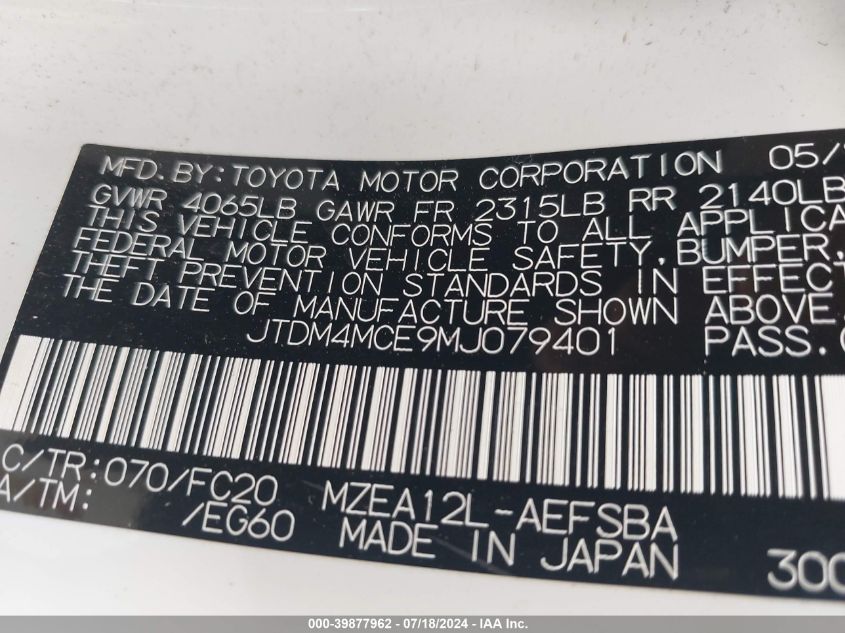 MFD. BY: TOYOTA MOTOR CORPORATION 05/
GVWR 4065LB GAWR FR 2315LB RR 2140LB
THIS VEHICLE CONFORMS TO ALL APPLICA
FEDERAL MOTOR VEHICLE SAFETY, BUMPER,
THEFT PREVENTION STANDARDS IN EFFECT
THE DATE OF MANUFACTURE SHOWN ABOVE.
JTDM4MCE9MJ079401 PASS.
C/TR: 070/FC20 MZEA12L-AEFSBA
A/TM: /EG60 MADE IN JAPAN 300
000-39877962 - 07/18/2024 - IAA Inc.